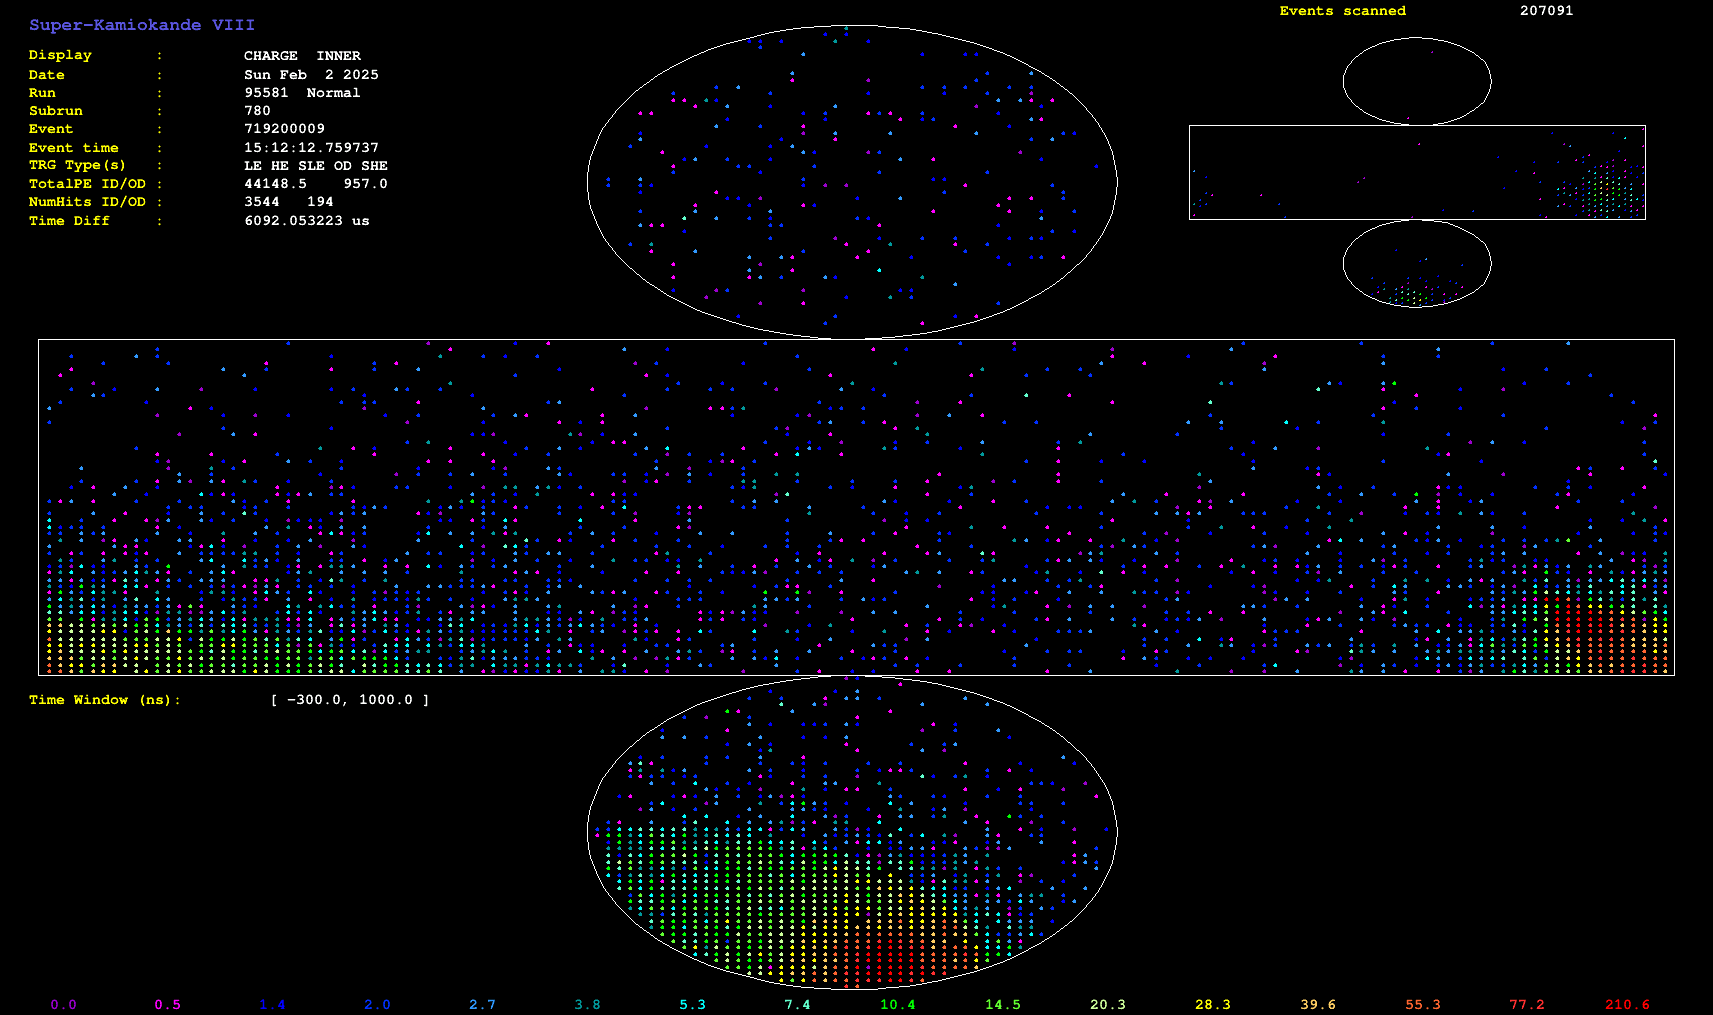 Super-Kamiokande VIII
Events scanned 207091
Display : CHARGE INNER
Date : Sun Feb 2 2025
Run : 95581 Normal
Subrun : 780
Event : 719200009
Event time : 15:12:12.759737
TRG Type(s) : LE HE SLE OD SHE
TotalPE ID/OD : 44148.5 957.0
NumHits ID/OD : 3544 194
Time Diff : 6092.053223 us
Time Window (ns): [ -300.0, 1000.0 ]
0.0 0.5 1.4 2.0 2.7 3.8 5.3 7.4 10.4 14.5 20.3 28.3 39.6 55.3 77.2 210.6